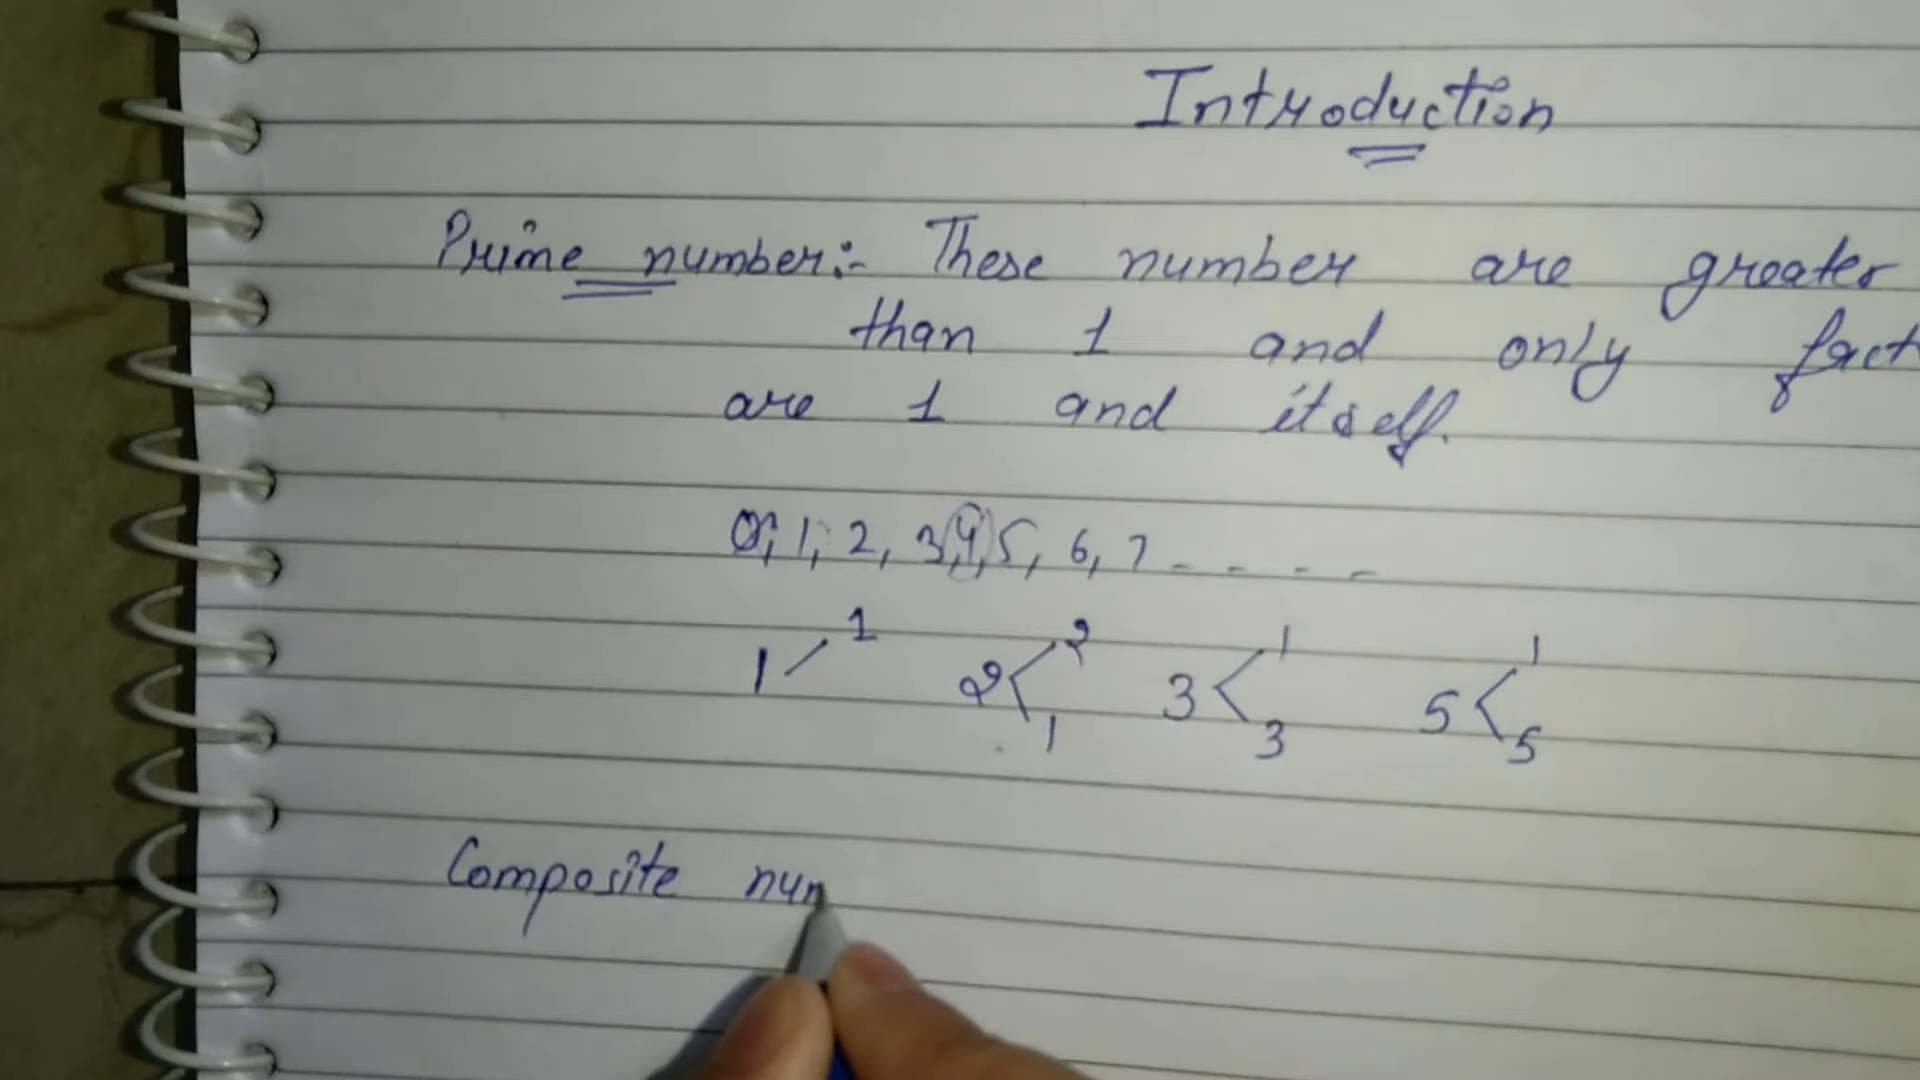 Introduction
Prime number:- These number are greater
than 1 and only fact
are 1 and itself.
0, 1, 2, 3, 4, 5, 6, 7 - - - -
1 1 2 2 1 3 1 3 5 1 5
Composite num